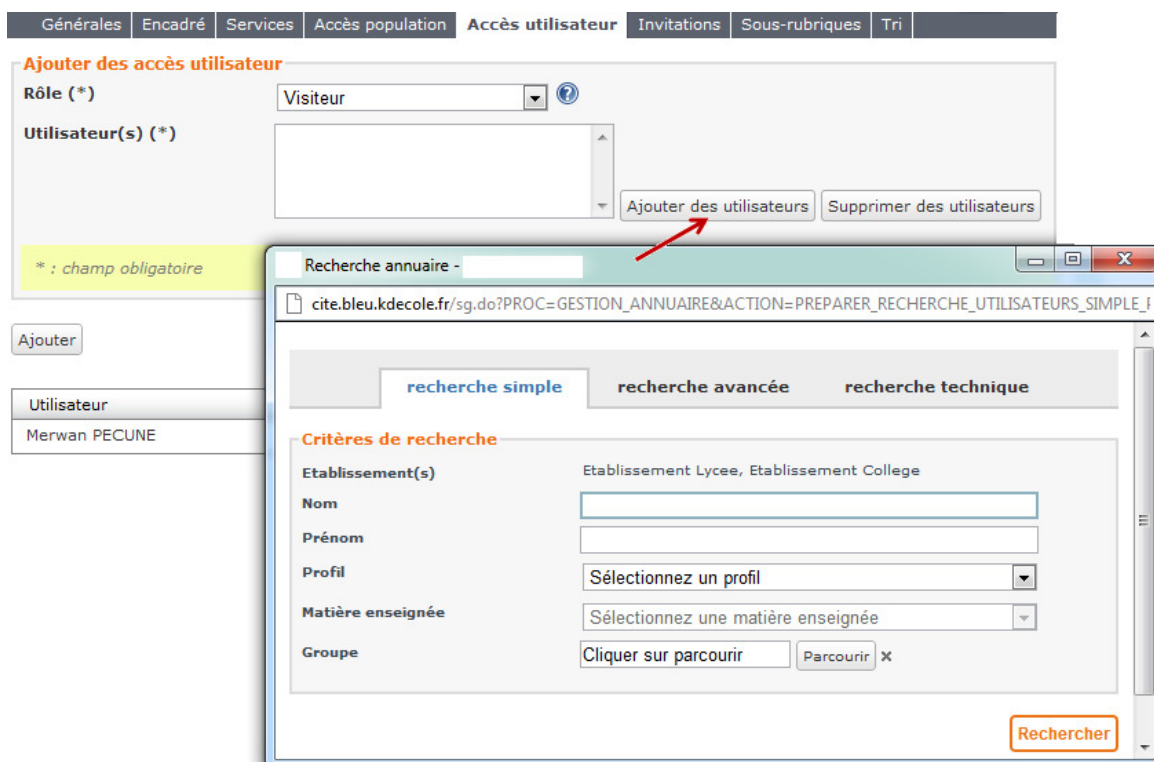 Générales Encadré Services Accès population Accès utilisateur Invitations Sous-rubriques Tri
Ajouter des accès utilisateur
Rôle (*) Visiteur ?
Utilisateur(s) (*)
Ajouter des utilisateurs Supprimer des utilisateurs
* : champ obligatoire
Ajouter
Utilisateur
Merwan PECUNE
Recherche annuaire -
cite.bleu.kdecole.fr/sg.do?PROC=GESTION_ANNUAIRE&ACTION=PREPARER_RECHERCHE_UTILISATEURS_SIMPLE_
recherche simple recherche avancée recherche technique
Critères de recherche
Etablissement(s) Etablissement Lycee, Etablissement College
Nom
Prénom
Profil Sélectionnez un profil
Matière enseignée Sélectionnez une matière enseignée
Groupe Cliquer sur parcourir Parcourir
Rechercher